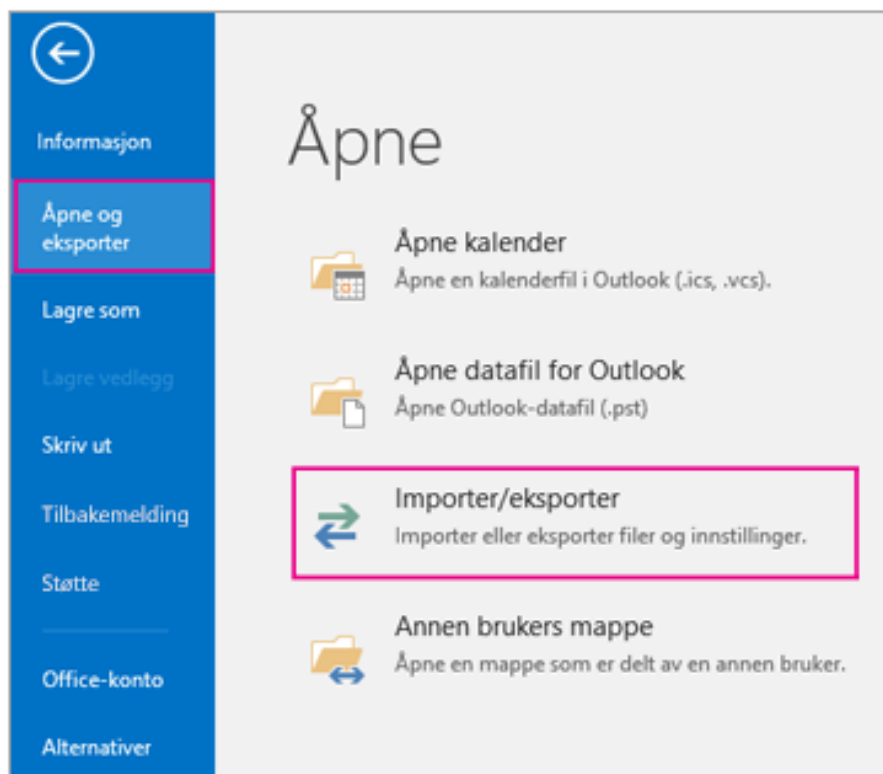 Informasjon
Åpne og
eksporter
Lagre som
Lagre vedlegg
Skriv ut
Tilbakemelding
Støtte
Office-konto
Alternativer
Åpne
Åpne kalender
Åpne en kalenderfil i Outlook (.ics, .vcs).
Åpne datafil for Outlook
Åpne Outlook-datafil (.pst)
Importer/eksporter
Importer eller eksporter filer og innstillinger.
Annen brukers mappe
Åpne en mappe som er delt av en annen bruker.